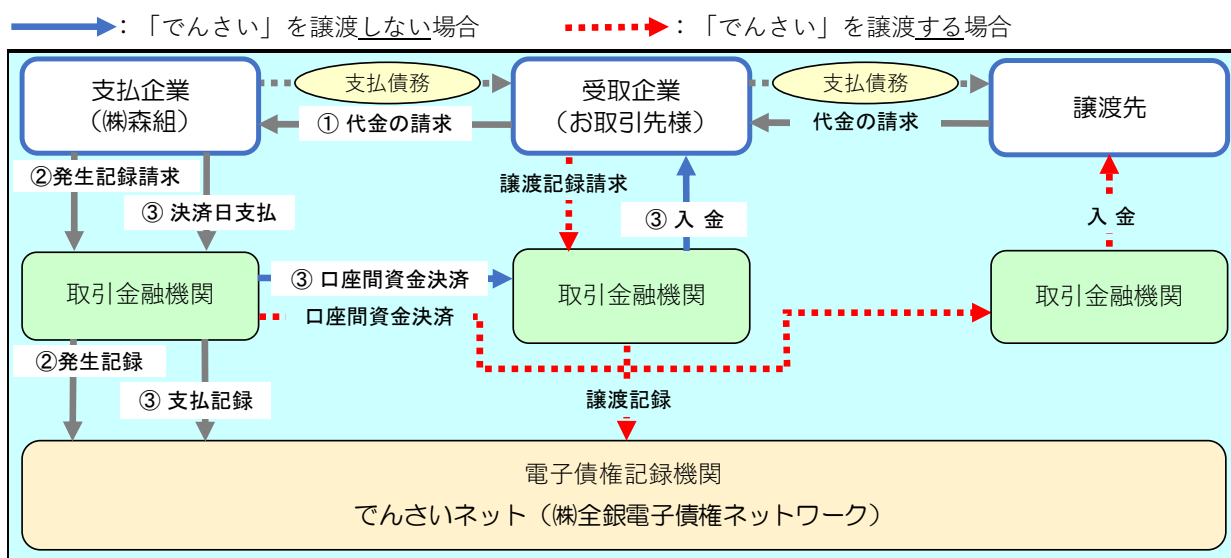 ：「でんさい」を譲渡しない場合
：「でんさい」を譲渡する場合
支払企業
（㈱森組）
支払債務
受取企業
（お取引先様）
支払債務
譲渡先
① 代金の請求
代金の請求
②発生記録請求
③ 決済日支払
譲渡記録請求
③ 入 金
入 金
取引金融機関
③ 口座間資金決済
口座間資金決済
取引金融機関
取引金融機関
②発生記録
③ 支払記録
譲渡記録
電子債権記録機関
でんさいネット（㈱全銀電子債権ネットワーク）